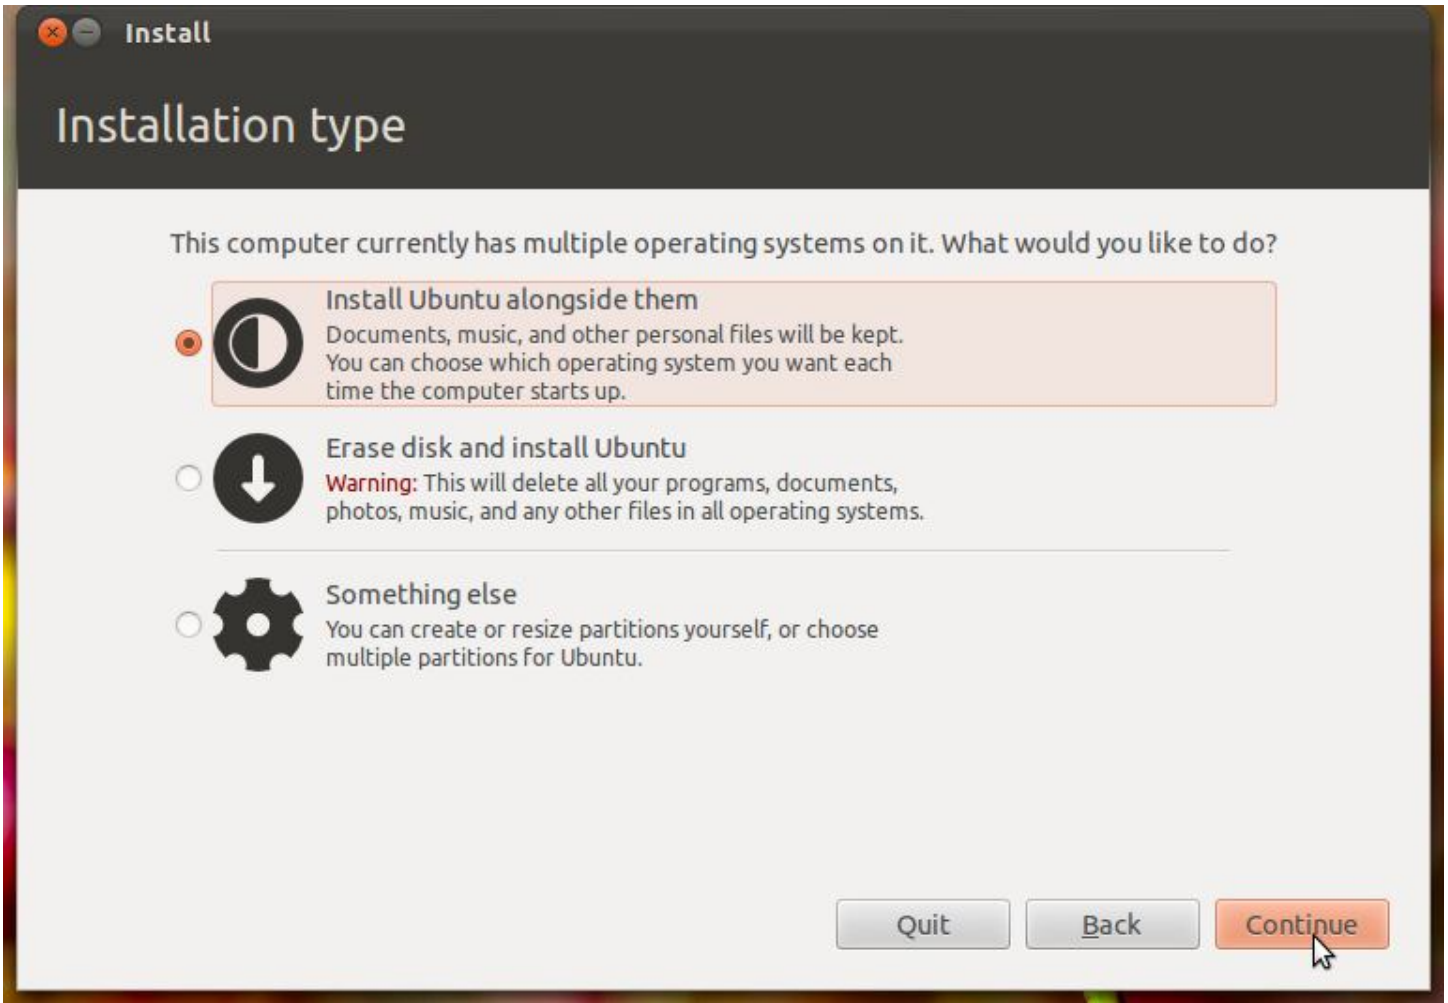 Install
Installation type
This computer currently has multiple operating systems on it. What would you like to do?
Install Ubuntu alongside them
Documents, music, and other personal files will be kept.
You can choose which operating system you want each
time the computer starts up.
Erase disk and install Ubuntu
Warning: This will delete all your programs, documents,
photos, music, and any other files in all operating systems.
Something else
You can create or resize partitions yourself, or choose
multiple partitions for Ubuntu.
Quit
Back
Continue